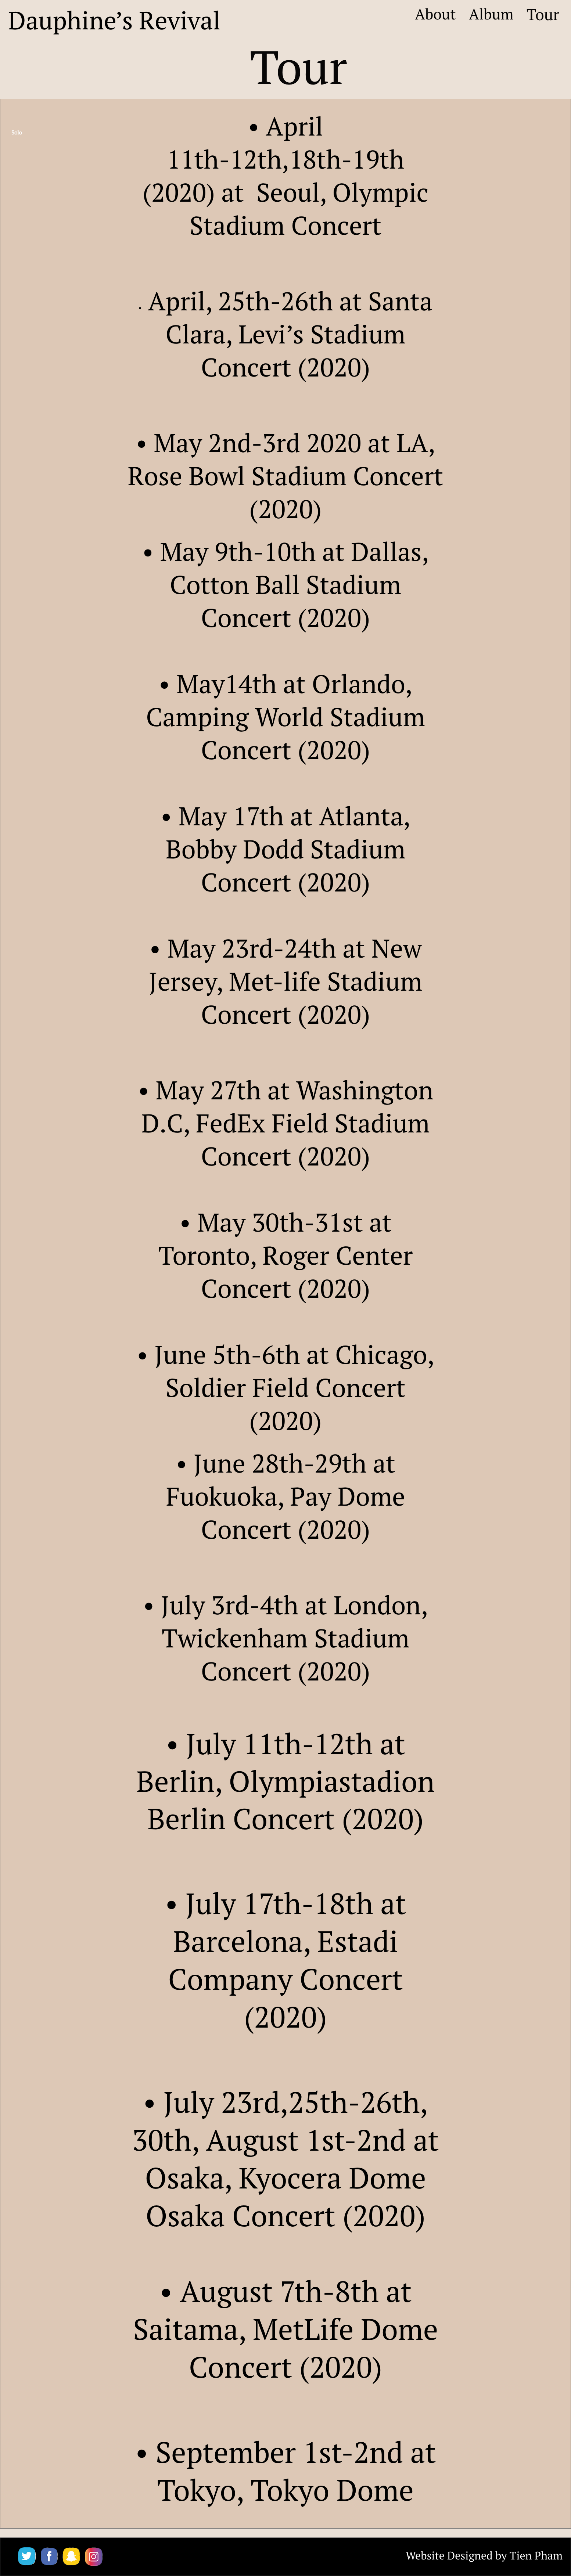 Dauphine’s Revival
About Album Tour
Tour
Solo
• April
11th-12th,18th-19th
(2020) at Seoul, Olympic
Stadium Concert
. April, 25th-26th at Santa
Clara, Levi’s Stadium
Concert (2020)
• May 2nd-3rd 2020 at LA,
Rose Bowl Stadium Concert
(2020)
• May 9th-10th at Dallas,
Cotton Ball Stadium
Concert (2020)
• May14th at Orlando,
Camping World Stadium
Concert (2020)
• May 17th at Atlanta,
Bobby Dodd Stadium
Concert (2020)
• May 23rd-24th at New
Jersey, Met-life Stadium
Concert (2020)
• May 27th at Washington
D.C, FedEx Field Stadium
Concert (2020)
• May 30th-31st at
Toronto, Roger Center
Concert (2020)
• June 5th-6th at Chicago,
Soldier Field Concert
(2020)
• June 28th-29th at
Fuokuoka, Pay Dome
Concert (2020)
• July 3rd-4th at London,
Twickenham Stadium
Concert (2020)
• July 11th-12th at
Berlin, Olympiastadion
Berlin Concert (2020)
• July 17th-18th at
Barcelona, Estadi
Company Concert
(2020)
• July 23rd,25th-26th,
30th, August 1st-2nd at
Osaka, Kyocera Dome
Osaka Concert (2020)
• August 7th-8th at
Saitama, MetLife Dome
Concert (2020)
• September 1st-2nd at
Tokyo, Tokyo Dome
Website Designed by Tien Pham